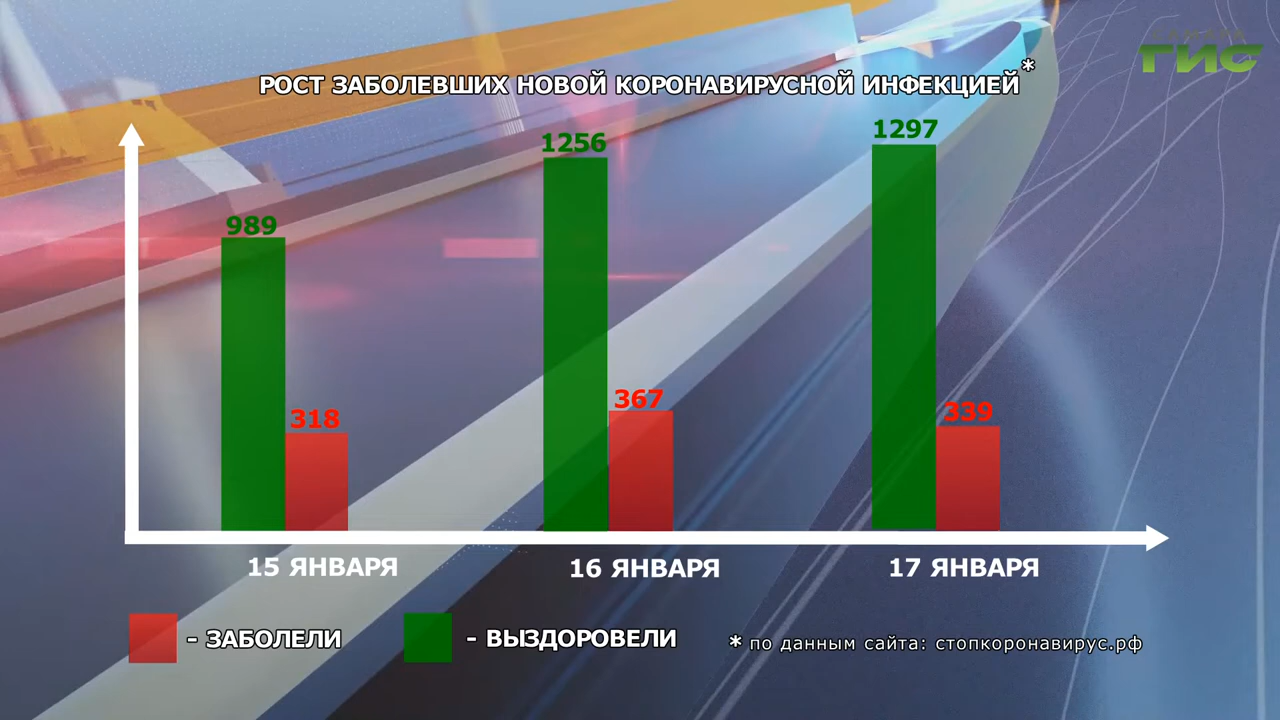 САМАРА
ГИС
РОСТ ЗАБОЛЕВШИХ НОВОЙ КОРОНАВИРУСНОЙ ИНФЕКЦИЕЙ*
989
318
1256
367
1297
339
15 ЯНВАРЯ
16 ЯНВАРЯ
17 ЯНВАРЯ
- ЗАБОЛЕЛИ
- ВЫЗДОРОВЕЛИ
* по данным сайта: стопкоронавирус.рф